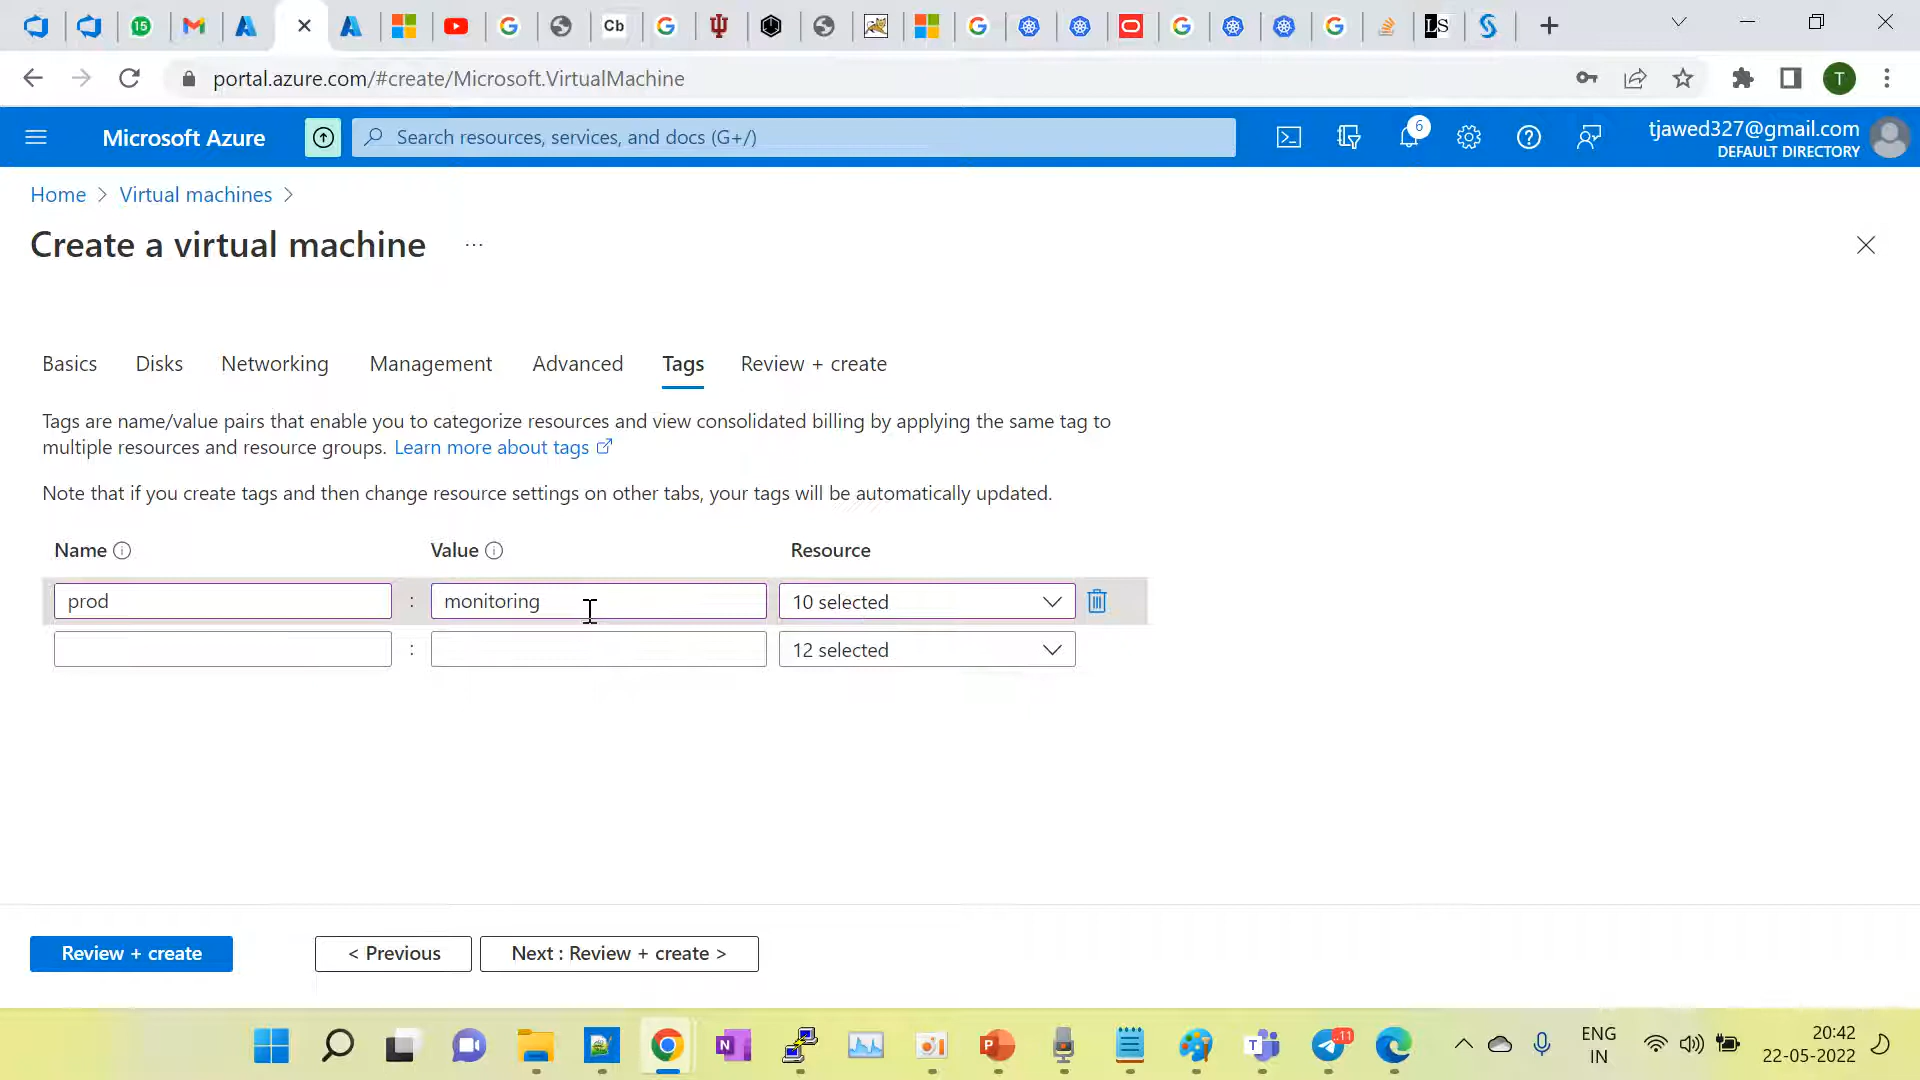 15
Cb
LS
portal.azure.com/#create/Microsoft.VirtualMachine
T
Microsoft Azure
Search resources, services, and docs (G+/)
6
tjawed327@gmail.com
DEFAULT DIRECTORY
Home > Virtual machines >
Create a virtual machine ...
Basics Disks Networking Management Advanced Tags Review + create
Tags are name/value pairs that enable you to categorize resources and view consolidated billing by applying the same tag to
multiple resources and resource groups. Learn more about tags
Note that if you create tags and then change resource settings on other tabs, your tags will be automatically updated.
Name Value Resource
prod : monitoring 10 selected
: 12 selected
Review + create < Previous Next : Review + create >
11
ENG
IN
20:42
22-05-2022